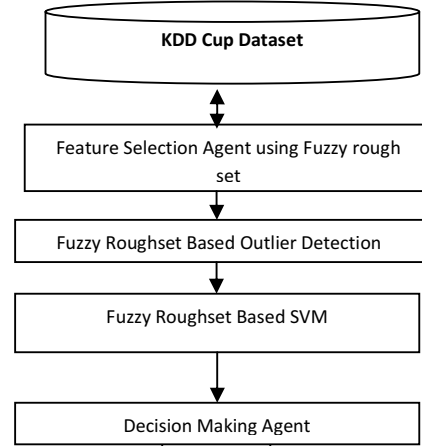 KDD Cup Dataset
Feature Selection Agent using Fuzzy rough
set
Fuzzy Roughset Based Outlier Detection
Fuzzy Roughset Based SVM
Decision Making Agent